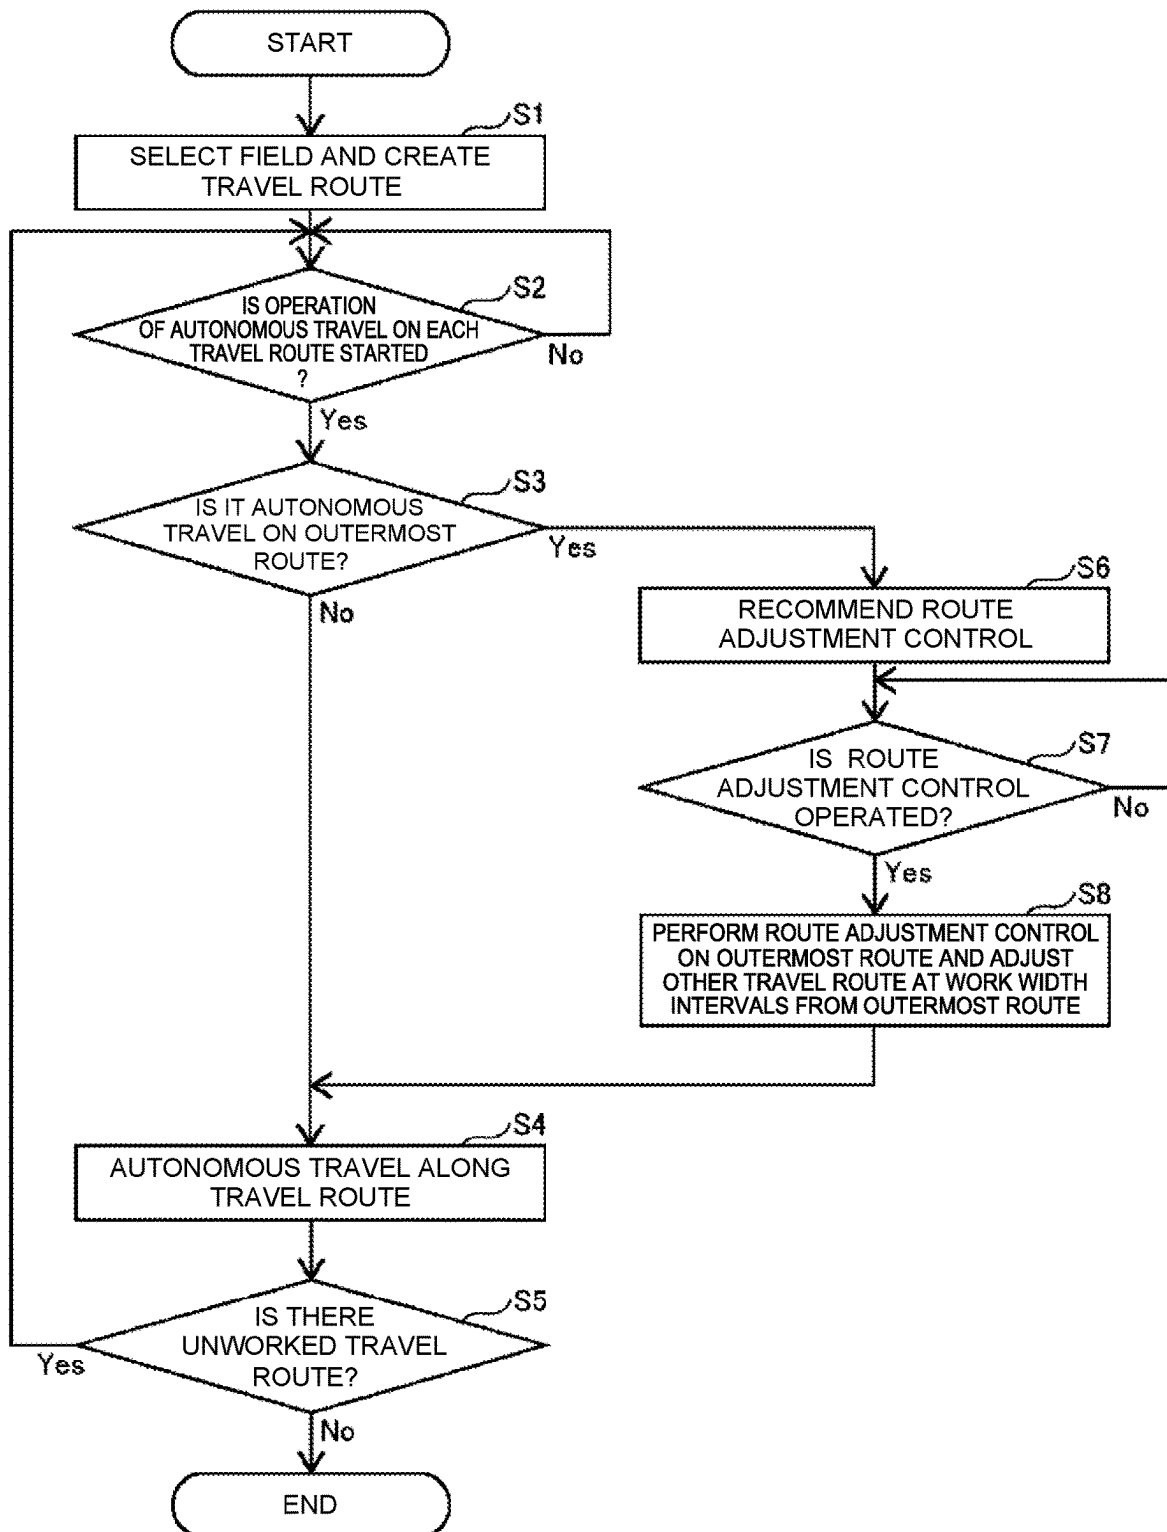 START
S1
SELECT FIELD AND CREATE
TRAVEL ROUTE
S2
IS OPERATION
OF AUTONOMOUS TRAVEL ON EACH
TRAVEL ROUTE STARTED
?
No
Yes
S3
IS IT AUTONOMOUS
TRAVEL ON OUTERMOST
ROUTE?
Yes
No
S6
RECOMMEND ROUTE
ADJUSTMENT CONTROL
S7
IS ROUTE
ADJUSTMENT CONTROL
OPERATED?
No
Yes
S8
PERFORM ROUTE ADJUSTMENT CONTROL
ON OUTERMOST ROUTE AND ADJUST
OTHER TRAVEL ROUTE AT WORK WIDTH
INTERVALS FROM OUTERMOST ROUTE
S4
AUTONOMOUS TRAVEL ALONG
TRAVEL ROUTE
S5
IS THERE
UNWORKED TRAVEL
ROUTE?
Yes
No
END